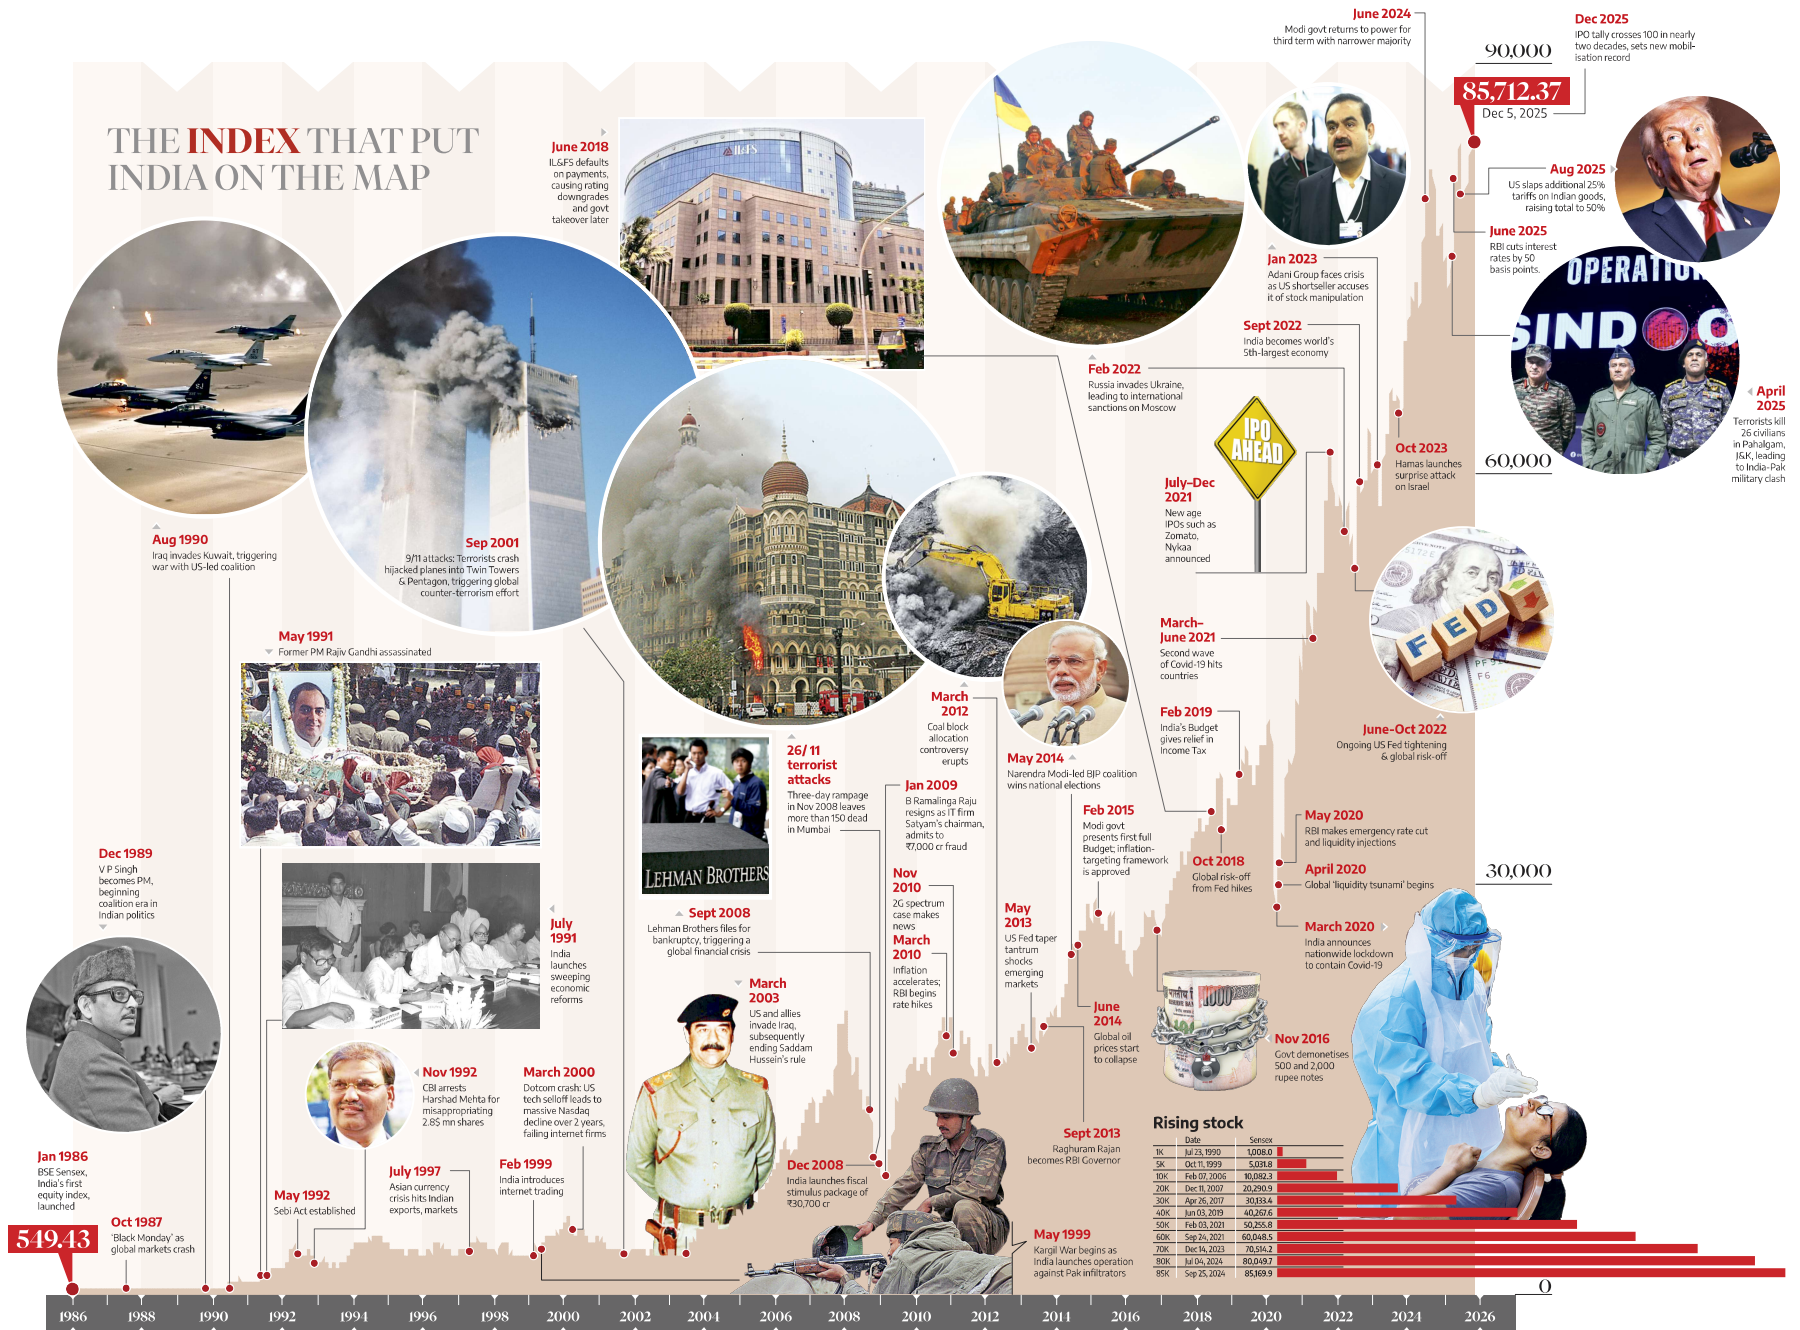 THE INDEX THAT PUT
INDIA ON THE MAP
Jan 1986
BSE Sensex,
India's first
equity index,
launched
549.43
Oct 1987
'Black Monday' as
global markets crash
Dec 1989
V P Singh
becomes PM,
beginning
coalition era in
Indian politics
Aug 1990
Iraq invades Kuwait, triggering
war with US-led coalition
May 1991
Former PM Rajiv Gandhi assassinated
July
1991
India
launches
sweeping
economic
reforms
May 1992
Sebi Act established
Nov 1992
CBI arrests
Harshad Mehta for
misappropriating
2.8$ mn shares
July 1997
Asian currency
crisis hits Indian
exports, markets
Feb 1999
India introduces
internet trading
May 1999
Kargil War begins as
India launches operation
against Pak infiltrators
March 2000
Dotcom crash: US
tech selloff leads to
massive Nasdaq
decline over 2 years,
failing internet firms
Sep 2001
9/11 attacks: Terrorists crash
hijacked planes into Twin Towers
& Pentagon, triggering global
counter-terrorism effort
March
2003
US and allies
invade Iraq,
subsequently
ending Saddam
Hussein's rule
LEHMAN BROTHERS
Sept 2008
Lehman Brothers files for
bankruptcy, triggering a
global financial crisis
26/ 11
terrorist
attacks
Three-day rampage
in Nov 2008 leaves
more than 150 dead
in Mumbai
Dec 2008
India launches fiscal
stimulus package of
₹30,700 cr
Jan 2009
B Ramalinga Raju
resigns as IT firm
Satyam's chairman,
admits to
₹7,000 cr fraud
March
2010
Inflation
accelerates;
RBI begins
rate hikes
Nov
2010
2G spectrum
case makes
news
March
2012
Coal block
allocation
controversy
erupts
May
2013
US Fed taper
tantrum
shocks
emerging
markets
Sept 2013
Raghuram Rajan
becomes RBI Governor
May 2014
Narendra Modi-led BJP coalition
wins national elections
June
2014
Global oil
prices start
to collapse
Feb 2015
Modi govt
presents first full
Budget; inflation-
targeting framework
is approved
1000
Nov 2016
Govt demonetises
500 and 2,000
rupee notes
IL&FS
June 2018
IL&FS defaults
on payments,
causing rating
downgrades
and govt
takeover later
Oct 2018
Global risk-off
from Fed hikes
Feb 2019
India's Budget
gives relief in
Income Tax
March 2020
India announces
nationwide lockdown
to contain Covid-19
April 2020
Global 'liquidity tsunami' begins
May 2020
RBI makes emergency rate cut
and liquidity injections
March–
June 2021
Second wave
of Covid-19 hits
countries
July–Dec
2021
New age
IPOs such as
Zomato,
Nykaa
announced
IPO
AHEAD
Feb 2022
Russia invades Ukraine,
leading to international
sanctions on Moscow
FED
June-Oct 2022
Ongoing US Fed tightening
& global risk-off
Sept 2022
India becomes world's
5th-largest economy
Jan 2023
Adani Group faces crisis
as US shortseller accuses
it of stock manipulation
Oct 2023
Hamas launches
surprise attack
on Israel
June 2024
Modi govt returns to power for
third term with narrower majority
OPERATION
SINDOO
April
2025
Terrorists kill
26 civilians
in Pahalgam,
J&K, leading
to India-Pak
military clash
June 2025
RBI cuts interest
rates by 50
basis points.
Aug 2025
US slaps additional 25%
tariffs on Indian goods,
raising total to 50%
Dec 2025
IPO tally crosses 100 in nearly
two decades, sets new mobil-
isation record
85,712.37
Dec 5, 2025
90,000
60,000
30,000
0
Rising stock
Date Sensex
1K Jul 23, 1990 1,008.0
5K Oct 11, 1999 5,031.8
10K Feb 07, 2006 10,082.3
20K Dec 11, 2007 20,290.9
30K Apr 26, 2017 30,133.4
40K Jun 03, 2019 40,267.6
50K Feb 03, 2021 50,255.8
60K Sep 24, 2021 60,048.5
70K Dec 14, 2023 70,514.2
80K Jul 04, 2024 80,049.7
85K Sep 25, 2024 85,169.9
1986 1988 1990 1992 1994 1996 1998 2000 2002 2004 2006 2008 2010 2012 2014 2016 2018 2020 2022 2024 2026